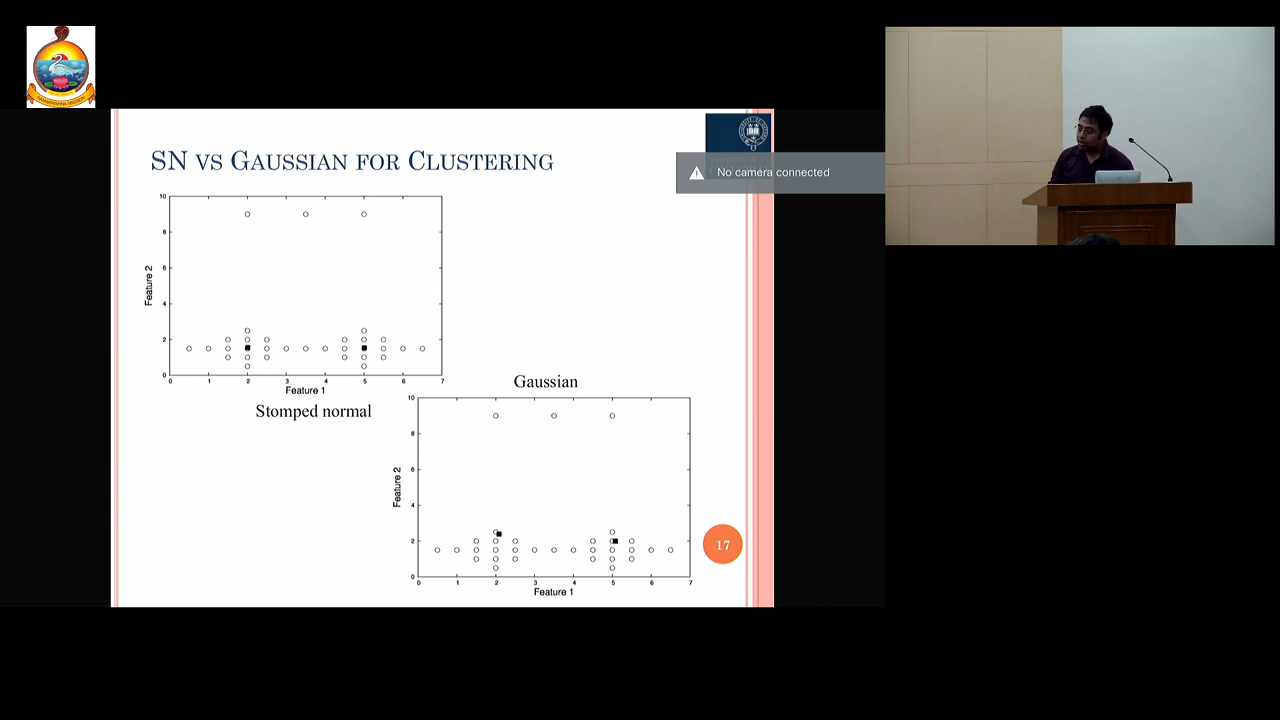 SN VS GAUSSIAN FOR CLUSTERING
No camera connected
10
8
6
4
2
0
Feature 2
0 1 2 3 4 5 6 7
Feature 1
Stomped normal
Gaussian
10
8
6
4
2
0
Feature 2
0 1 2 3 4 5 6 7
Feature 1
17